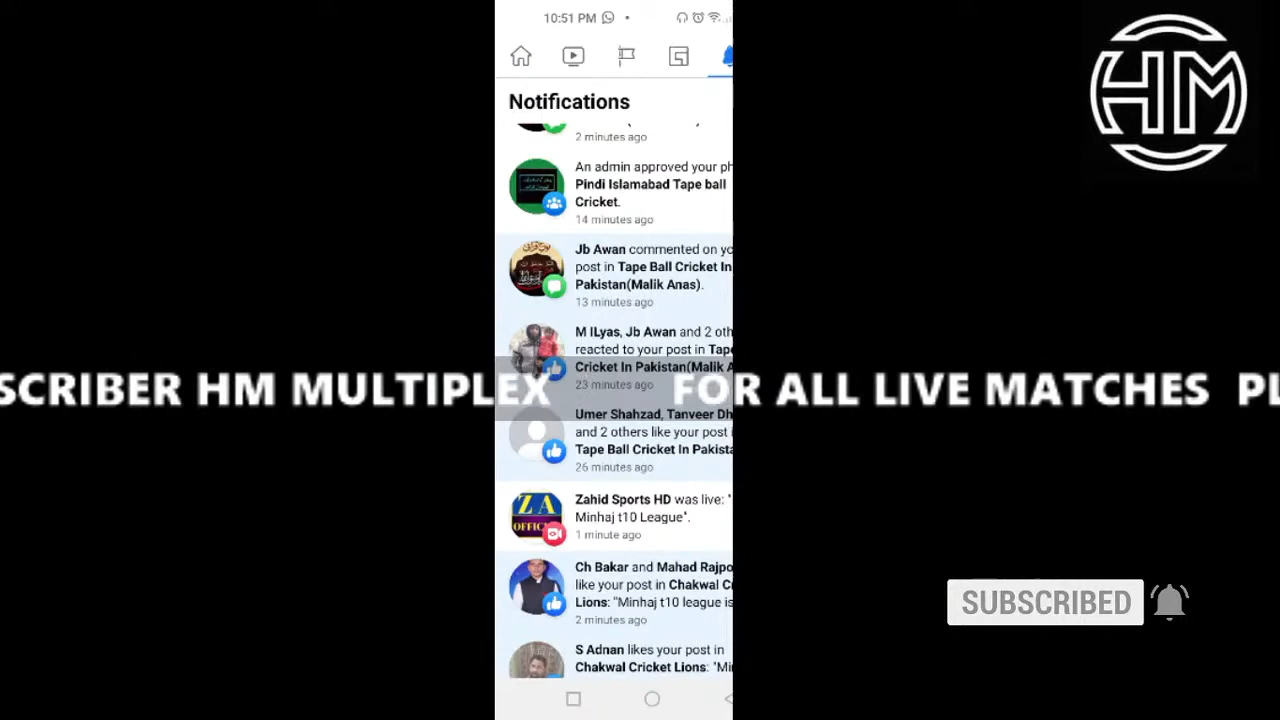 10:51 PM
HM
Notifications
2 minutes ago
An admin approved your ph
Pindi Islamabad Tape ball
Cricket.
14 minutes ago
Jb Awan commented on yo
post in Tape Ball Cricket In
Pakistan(Malik Anas).
13 minutes ago
M ILyas, Jb Awan and 2 oth
reacted to your post in Tape
Cricket In Pakistan(Malik A
23 minutes ago
SCRIBER HM MULTIPLEX FOR ALL LIVE MATCHES PL
Umer Shahzad, Tanveer Dh
and 2 others like your post i
Tape Ball Cricket In Pakista
26 minutes ago
ZA
OFFIC
Zahid Sports HD was live: "
Minhaj t10 League".
1 minute ago
Ch Bakar and Mahad Rajpo
like your post in Chakwal C
Lions: "Minhaj t10 league is
2 minutes ago
SUBSCRIBED
S Adnan likes your post in
Chakwal Cricket Lions: "Mi